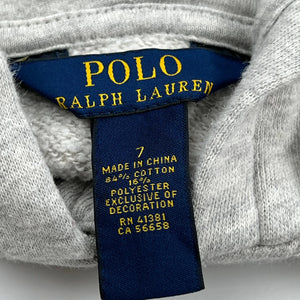 POLO
RALPH LAUREN
7
MADE IN CHINA
84% COTTON
16%
POLYESTER
EXCLUSIVE OF
DECORATION
RN 41381
CA 56658